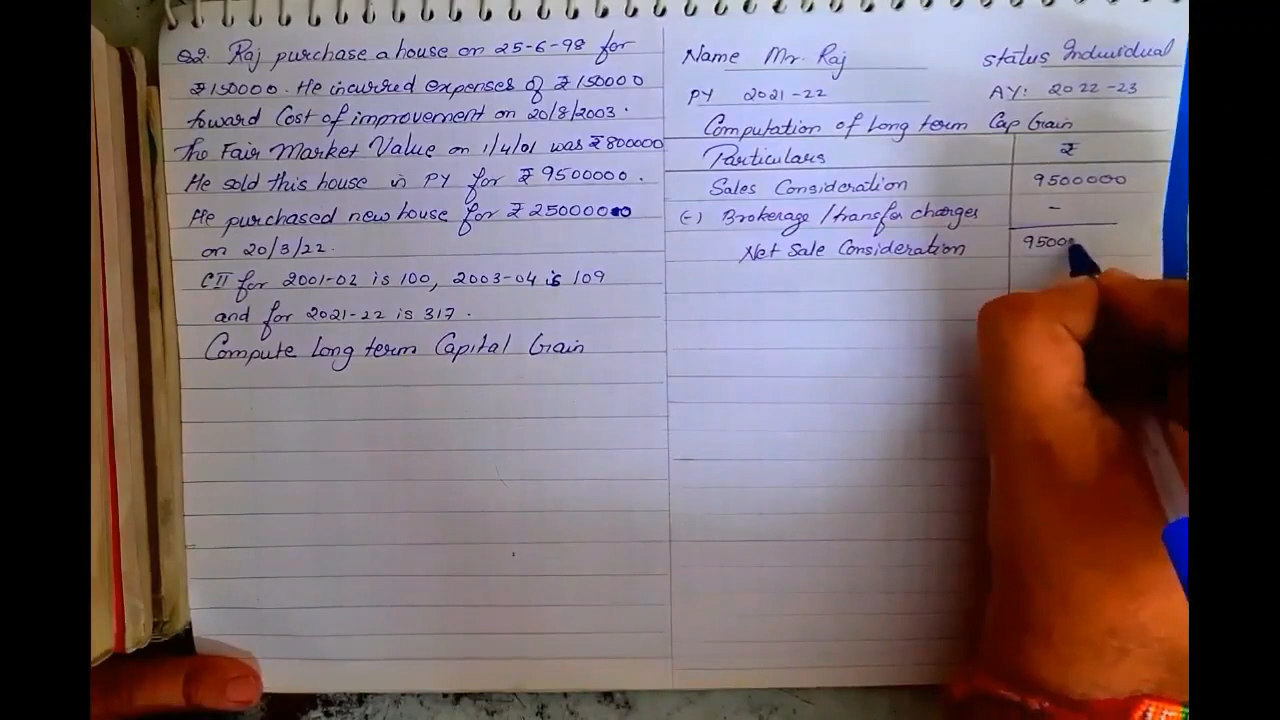 Q2. Raj purchase a house on 25-6-98 for
₹150000. He incurred expenses of ₹150000
toward Cost of improvement on 20/8/2003.
The Fair Market Value on 1/4/01 was ₹800000
He sold this house in PY for ₹9500000.
He purchased new house for ₹2500000
on 20/3/22.
CII for 2001-02 is 100, 2003-04 is 109
and for 2021-22 is 317.
Compute Long term Capital Gain
Name Mr. Raj status Individual
PY 2021-22 AY: 2022-23
Computation of Long term Cap Gain
Particulars ₹
Sales Consideration 9500000
(-) Brokerage/transfer charges -
Net Sale Consideration 9500